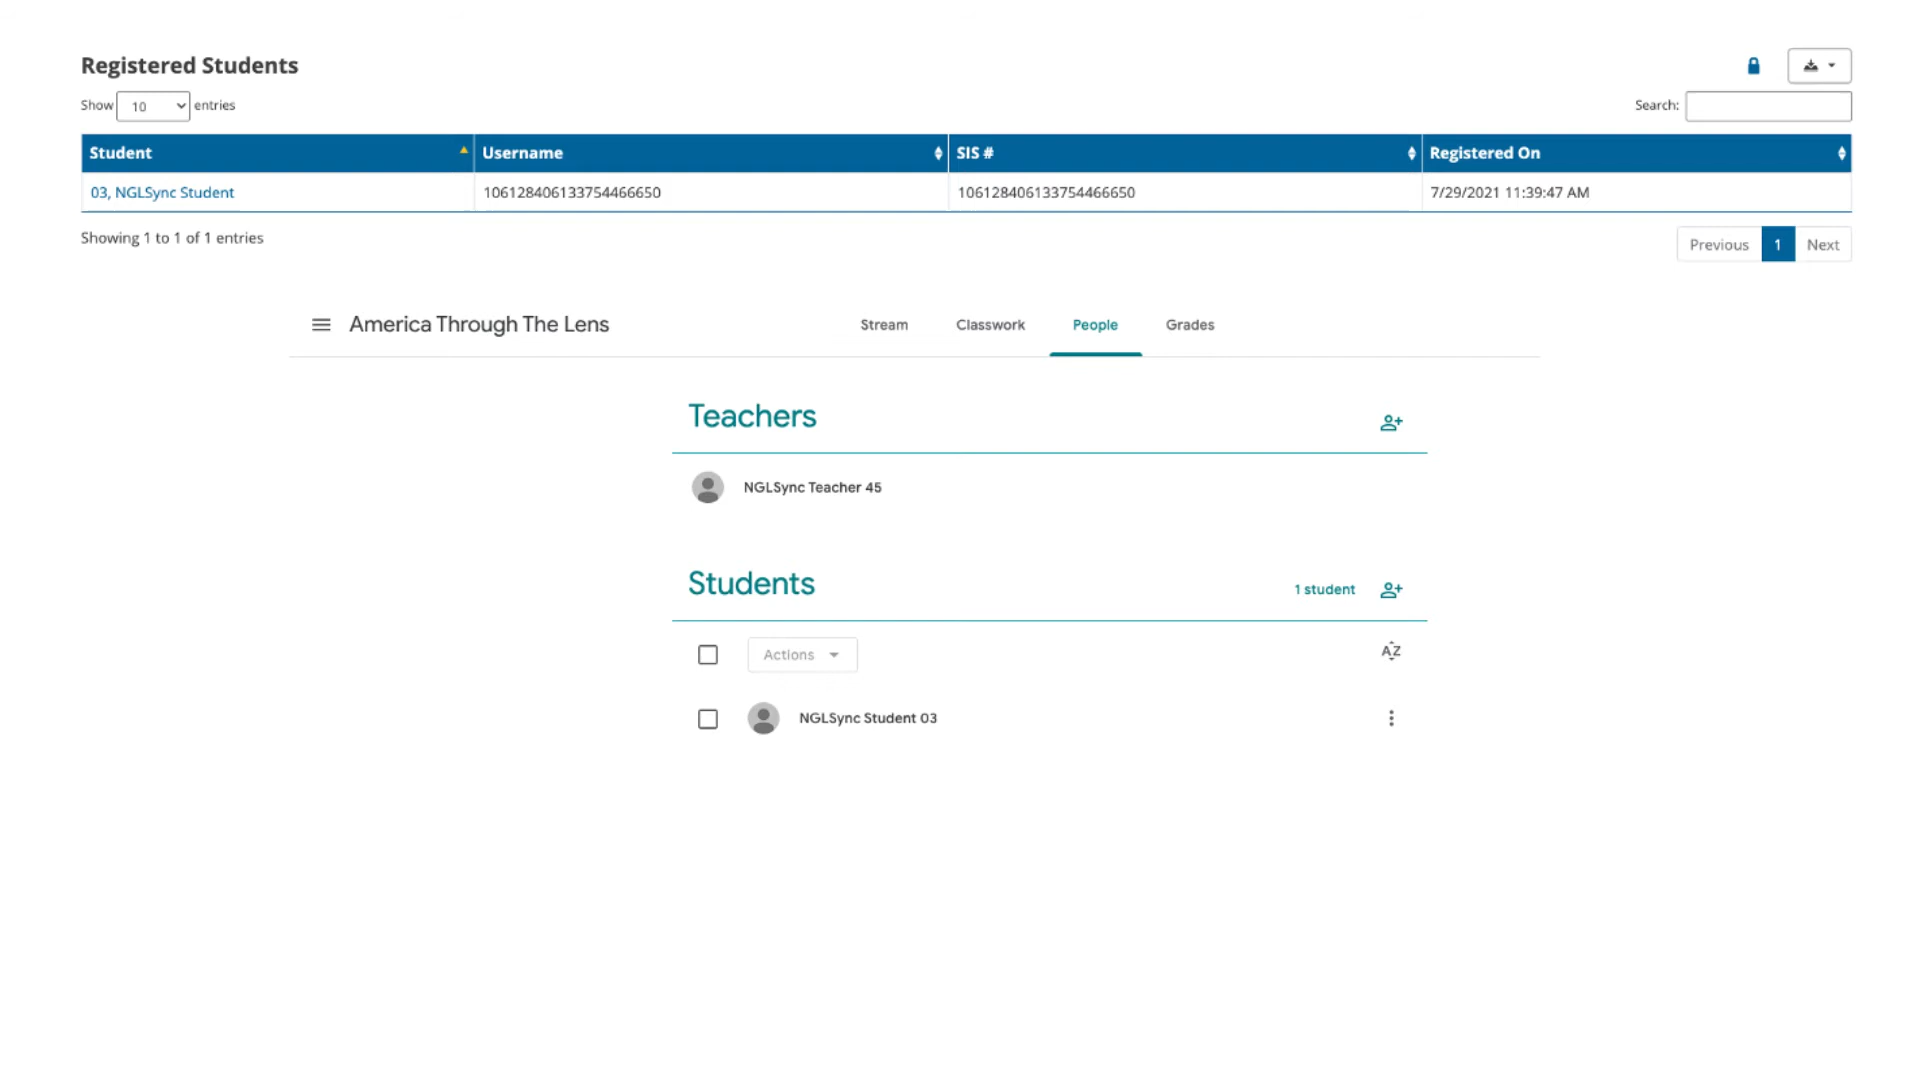 Registered Students
Show 10 entries
Search:
Student Username SIS # Registered On
03, NGLSync Student 106128406133754466650 106128406133754466650 7/29/2021 11:39:47 AM
Showing 1 to 1 of 1 entries
Previous 1 Next
America Through The Lens Stream Classwork People Grades
Teachers
NGLSync Teacher 45
Students 1 student
Actions AZ
NGLSync Student 03